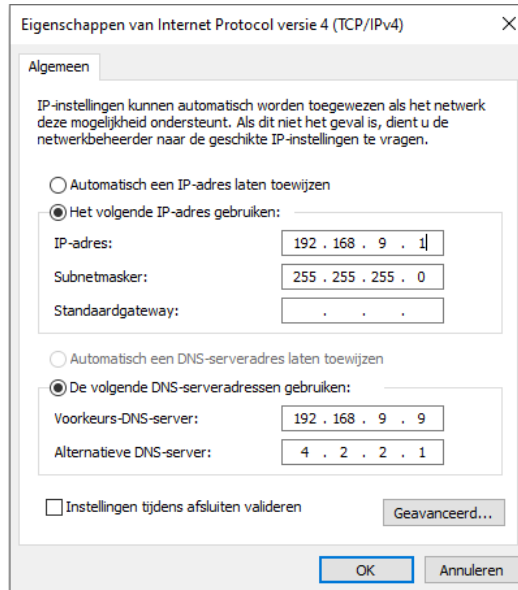 Eigenschappen van Internet Protocol versie 4 (TCP/IPv4)
Algemeen
IP-instellingen kunnen automatisch worden toegewezen als het netwerk
deze mogelijkheid ondersteunt. Als dit niet het geval is, dient u de
netwerkbeheerder naar de geschikte IP-instellingen te vragen.
Automatisch een IP-adres laten toewijzen
Het volgende IP-adres gebruiken:
IP-adres: 192 . 168 . 9 . 1
Subnetmasker: 255 . 255 . 255 . 0
Standaardgateway: . . .
Automatisch een DNS-serveradres laten toewijzen
De volgende DNS-serveradressen gebruiken:
Voorkeurs-DNS-server: 192 . 168 . 9 . 9
Alternatieve DNS-server: 4 . 2 . 2 . 1
Instellingen tijdens afsluiten valideren
Geavanceerd...
OK Annuleren